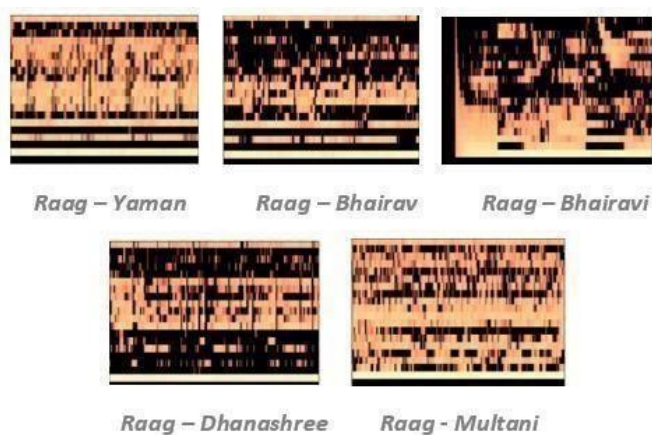 Raag – Yaman
Raag – Bhairav
Raag – Bhairavi
Raag – Dhanashree
Raag - Multani